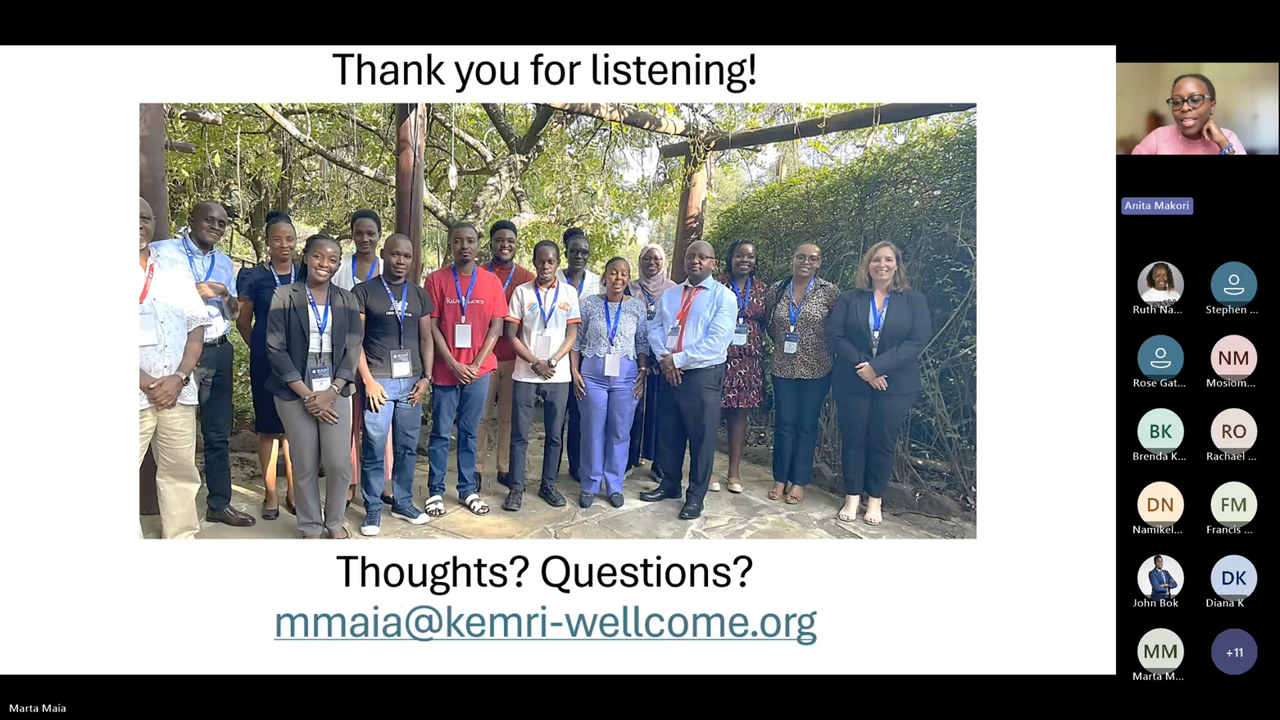 Thank you for listening!
Thoughts? Questions?
mmaia@kemri-wellcome.org
Anita Makori
Ruth Na...
Stephen ...
Rose Gat...
NM
Mosiom...
BK
Brenda K...
RO
Rachael ...
DN
Namikel...
FM
Francis ...
John Bok
DK
Diana K
MM
Marta M...
+11
Marta Maia